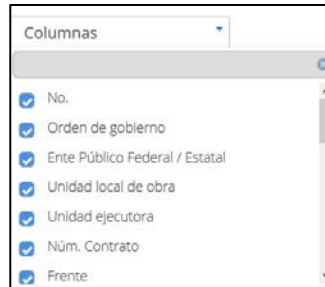 Columnas
No.
Orden de gobierno
Ente Público Federal / Estatal
Unidad local de obra
Unidad ejecutora
Núm. Contrato
Frente